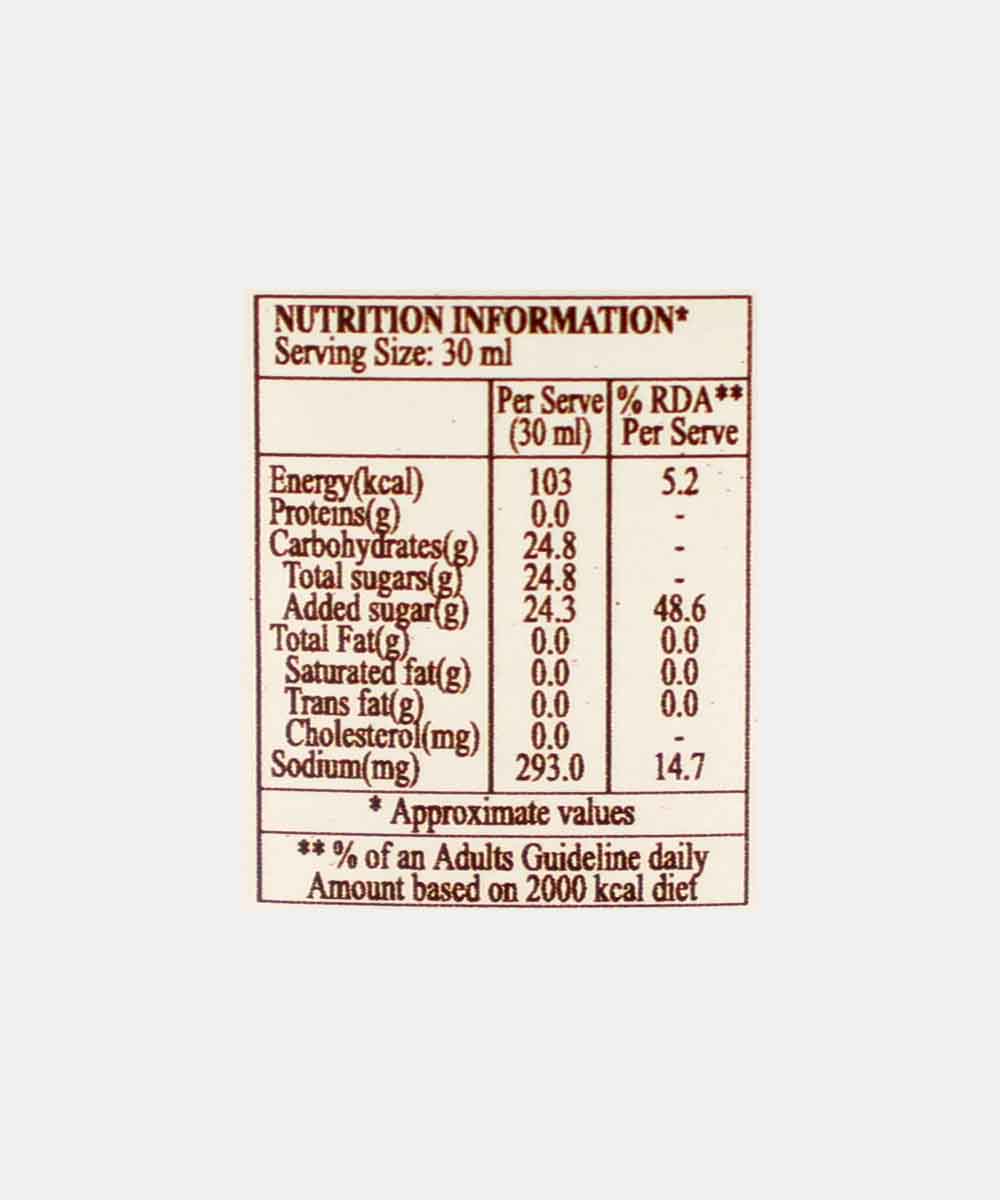 NUTRITION INFORMATION*
Serving Size: 30 ml
Per Serve (30 ml) % RDA** Per Serve
Energy(kcal) 103 5.2
Proteins(g) 0.0 -
Carbohydrates(g) 24.8 -
Total sugars(g) 24.8 -
Added sugar(g) 24.3 48.6
Total Fat(g) 0.0 0.0
Saturated fat(g) 0.0 0.0
Trans fat(g) 0.0 0.0
Cholesterol(mg) 0.0 -
Sodium(mg) 293.0 14.7
* Approximate values
** % of an Adults Guideline daily
Amount based on 2000 kcal diet